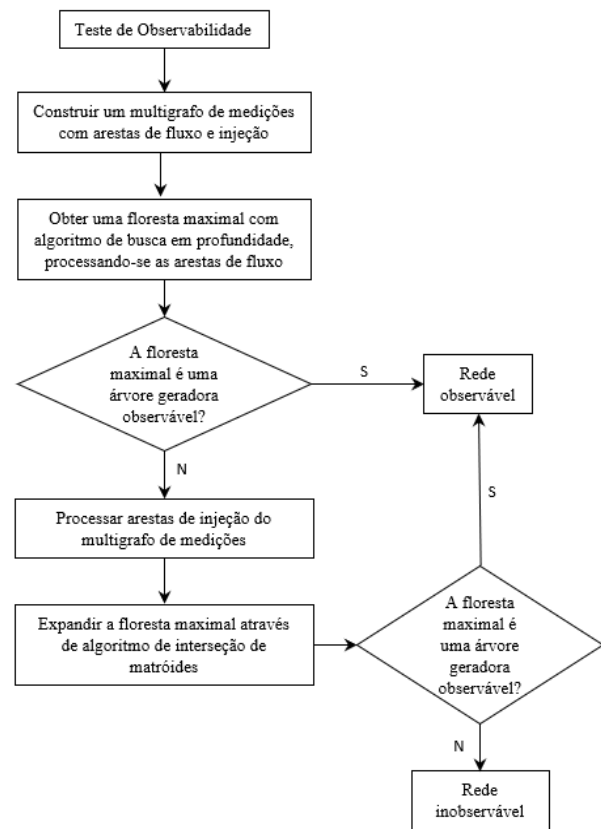 Teste de Observabilidade
Construir um multigrafo de medições
com arestas de fluxo e injeção
Obter uma floresta maximal com
algoritmo de busca em profundidade,
processando-se as arestas de fluxo
A floresta
maximal é uma
árvore geradora
observável?
S
Rede
observável
N
S
Processar arestas de injeção do
multigrafo de medições
Expandir a floresta maximal através
de algoritmo de interseção de
matróides
A floresta
maximal é
uma árvore
geradora
observável?
N
Rede
inobservável